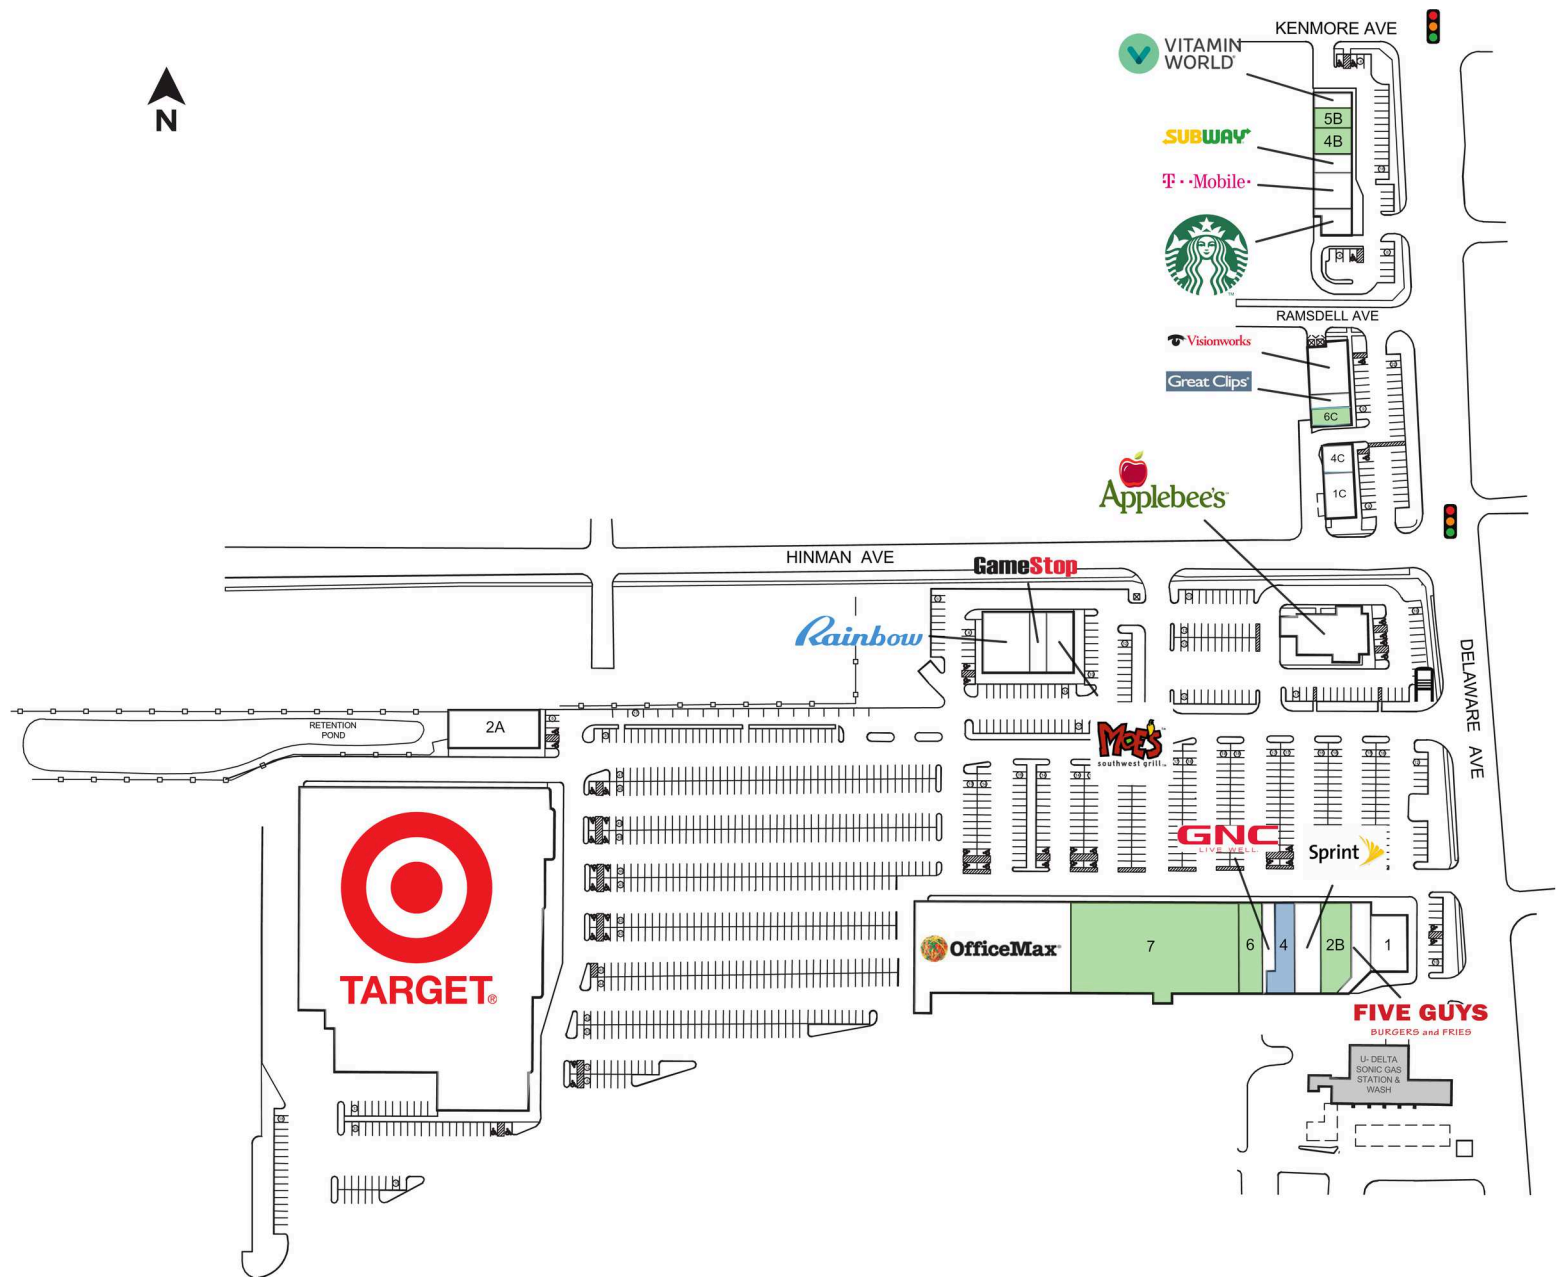 KENMORE AVE
VITAMIN
WORLD
N
5B
SUBWAY
4B
T··Mobile·
RAMSDELL AVE
Visionworks
Great Clips
6C
4C
Applebee's
1C
HINMAN AVE
GameStop
Rainbow
DELAWARE AVE
RETENTION
POND
2A
MOE'S
southwest grill
GNC
LIVE WELL
Sprint
OfficeMax
7
6
4
2B
1
TARGET
FIVE GUYS
BURGERS and FRIES
U- DELTA
SONIC GAS
STATION &
WASH